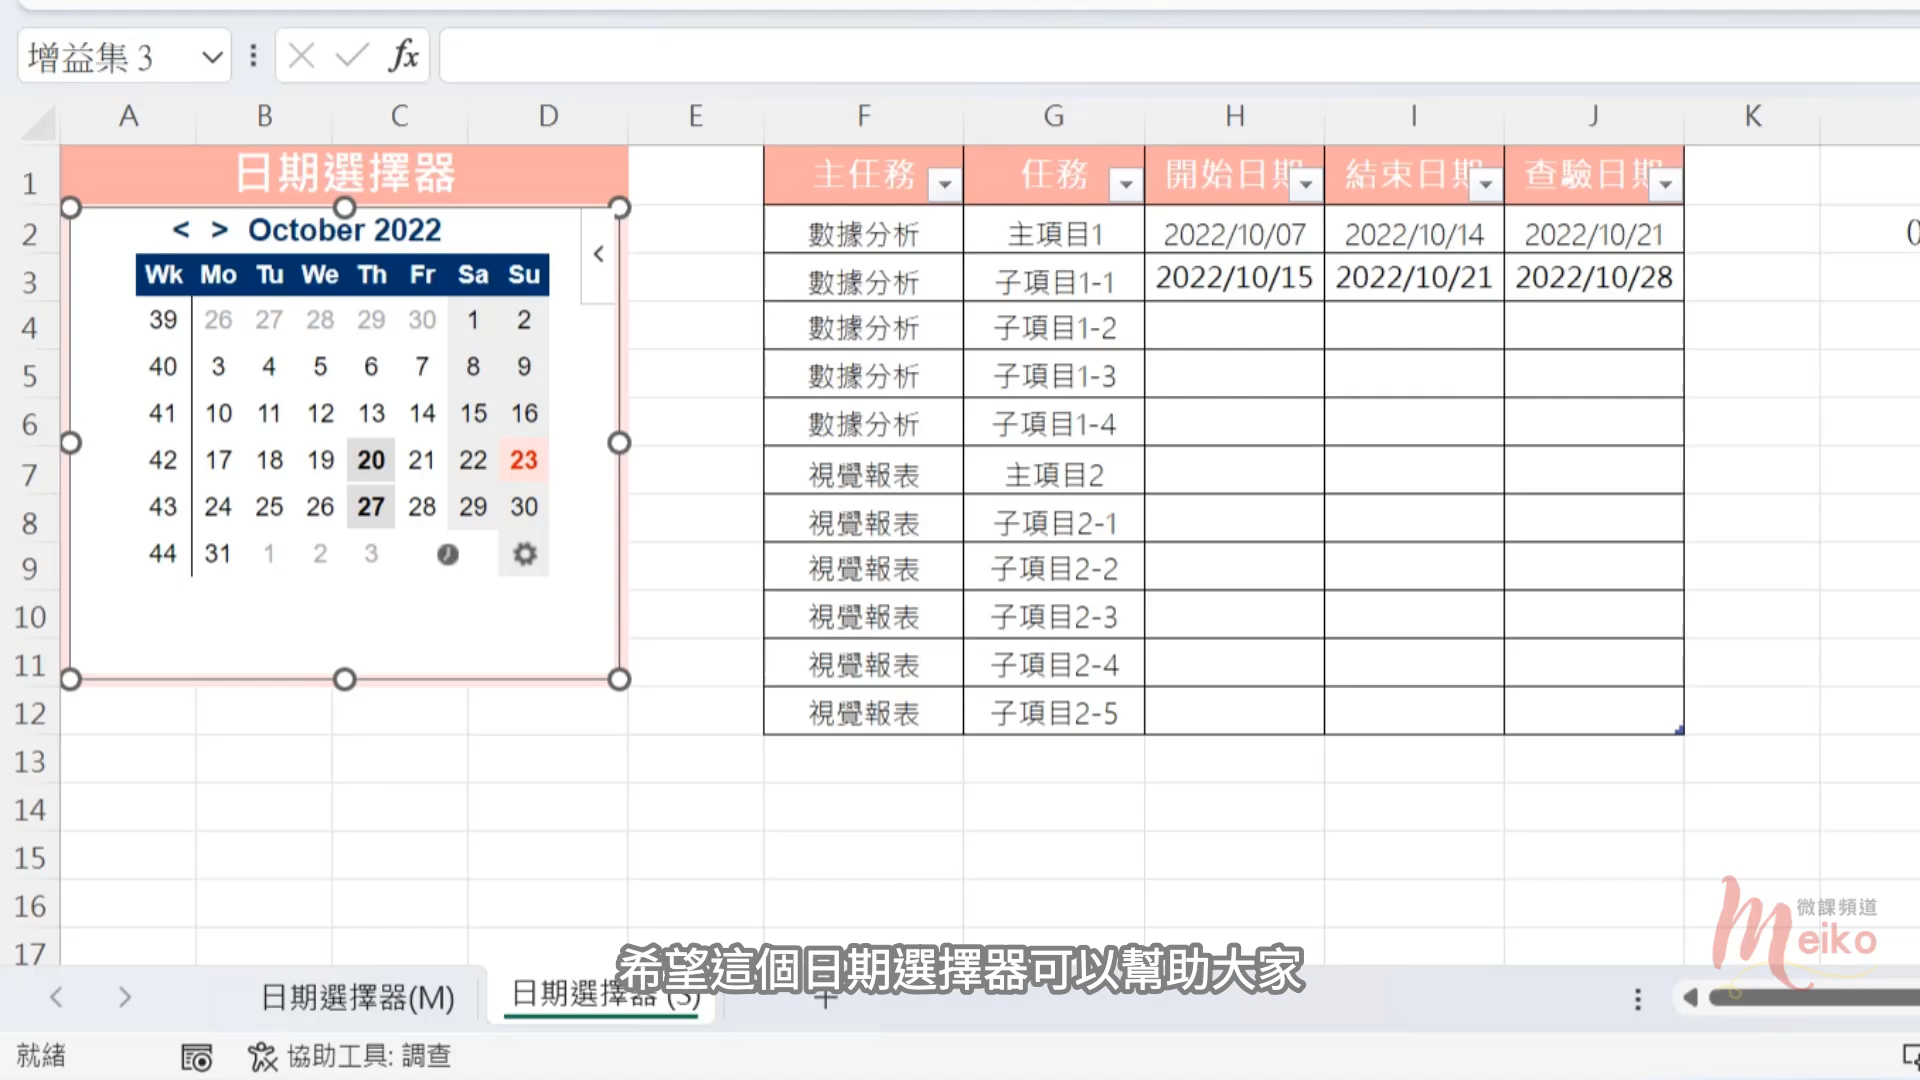 增益集 3
fx
A B C D E F G H I J K
1 日期選擇器 主任務 任務 開始日期 結束日期 查驗日期
< > October 2022 <
Wk Mo Tu We Th Fr Sa Su
39 26 27 28 29 30 1 2
40 3 4 5 6 7 8 9
41 10 11 12 13 14 15 16
42 17 18 19 20 21 22 23
43 24 25 26 27 28 29 30
44 31 1 2 3
2 數據分析 主項目1 2022/10/07 2022/10/14 2022/10/21
3 數據分析 子項目1-1 2022/10/15 2022/10/21 2022/10/28
4 數據分析 子項目1-2
5 數據分析 子項目1-3
6 數據分析 子項目1-4
7 視覺報表 主項目2
8 視覺報表 子項目2-1
9 視覺報表 子項目2-2
10 視覺報表 子項目2-3
11 視覺報表 子項目2-4
12 視覺報表 子項目2-5
13
14
15
16
17
微課頻道
Meiko
希望這個日期選擇器可以幫助大家
日期選擇器(M) 日期選擇器 (S) +
就緒 協助工具: 調查